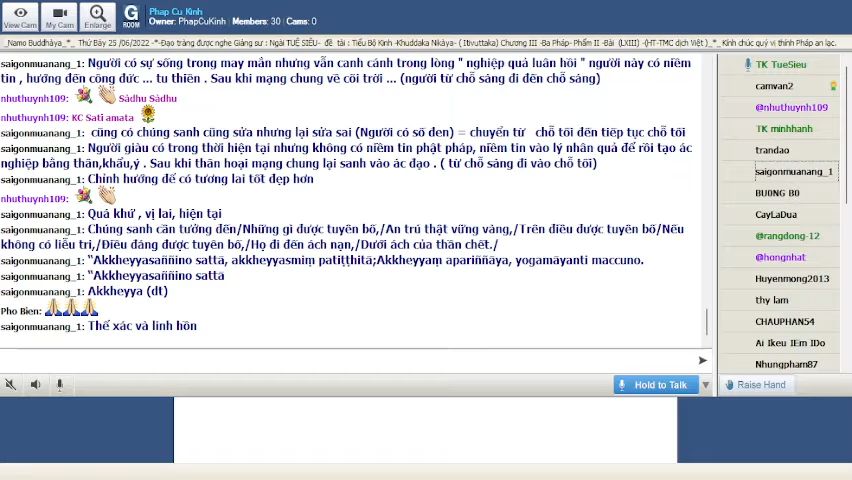 Phap Cu Kinh
Owner: PhapCuKinh   Members: 30 | Cams: 0
View Cam
My Cam
Enlarge
G
ROOM
_Namo Buddhāya_*_ Thứ Bảy 25 /06/2022 -*-Đạo tràng được nghe Giảng sư : Ngài TUỆ SIÊU- đề tài : Tiểu Bộ Kinh -Khuddaka Nikāya- ( Itivuttaka) Chương III -Ba Pháp- Phẩm II -Bài (LXIII) -(HT-TMC dịch Việt )_*_ Kính chúc quý vị thính Pháp an lạc.
saigonmuanang_1: Người có sự sống trong may mắn nhưng vẫn canh cánh trong lòng " nghiệp quả luân hồi " người này có niềm
tin , hướng đến công đức ... tu thiền . Sau khi mạng chung về cõi trời ... (người từ chỗ sáng đi đến chỗ sáng)
nhuthuynh109: Sādhu Sādhu
nhuthuynh109: KC Sati amata
saigonmuanang_1: cũng có chúng sanh cũng sửa nhưng lại sửa sai (Người có số đen) = chuyển từ chỗ tối đến tiếp tục chỗ tối
saigonmuanang_1: Người giàu có trong thời hiện tại nhưng không có niềm tin phật pháp, niềm tin vào lý nhân quả để rồi tạo ác
nghiệp bằng thân,khẩu,ý . Sau khi thân hoại mạng chung lại sanh vào ác đạo . ( từ chỗ sáng đi vào chỗ tối)
saigonmuanang_1: Chỉnh hướng để có tương lai tốt đẹp hơn
nhuthuynh109:
saigonmuanang_1: Quá khứ , vị lai, hiện tại
saigonmuanang_1: Chúng sanh cân tưởng đến/Những gì được tuyên bố,/An trú thật vững vàng,/Trên điều được tuyên bố/Nếu
không có liễu tri,/Điều đáng được tuyên bố,/Họ đi đến ách nạn,/Dưới ách của thần chết./
saigonmuanang_1: “Akkheyyasaññino sattā, akkheyyasmiṃ patiṭṭhitā;Akkheyyaṃ apariññāya, yogamāyanti maccuno.
saigonmuanang_1: “Akkheyyasaññino sattā
saigonmuanang_1: Akkheyya (dt)
Pho Bien:
saigonmuanang_1: Thể xác và linh hồn
Hold to Talk
TK TueSieu
camvan2
@nhuthuynh109
TK minhhanh
trandao
saigonmuanang_1
BU0NG B0
CayLaDua
@rangdong-12
@hongnhat
Huyenmong2013
thy lam
CHAUPHAN54
Ai Ikeu IEm IDo
Nhungpham87
Raise Hand